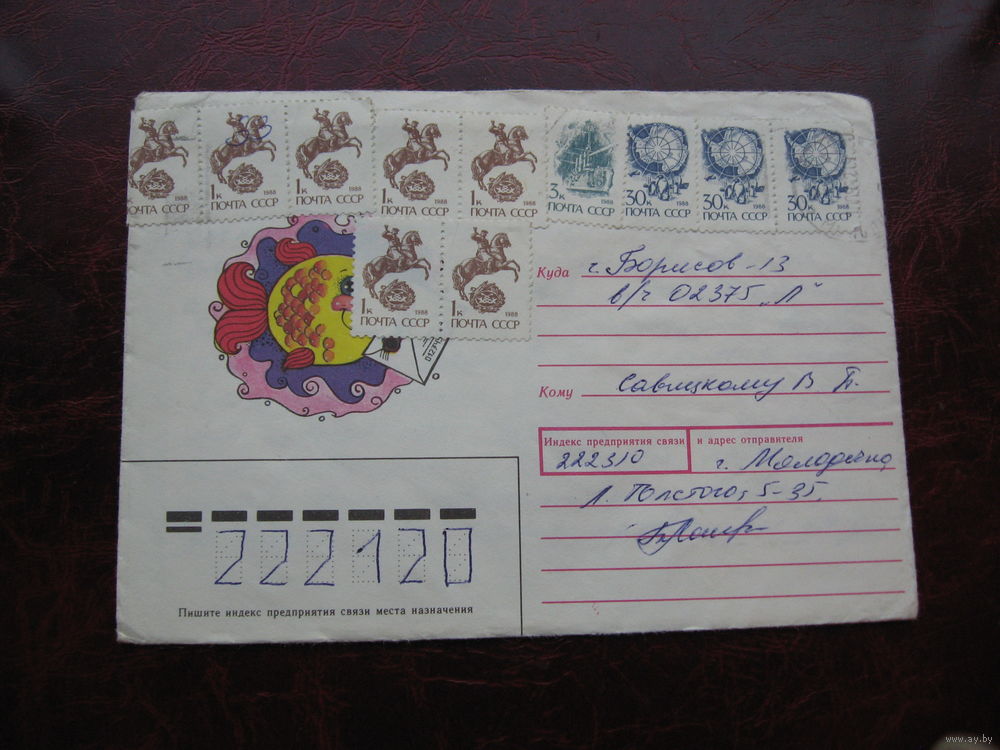 1к 1988 ПОЧТА СССР
1к 1988 ПОЧТА СССР
1к 1988 ПОЧТА СССР
1к 1988 ПОЧТА СССР
1к 1988 ПОЧТА СССР
3к 1988 ПОЧТА СССР
30к 1988 ПОЧТА СССР
30к 1988 ПОЧТА СССР
30к 1988 ПОЧТА СССР
1к 1988 ПОЧТА СССР
1к 1988 ПОЧТА СССР
Куда г. Борисов-13
в/ч 02375 „Л"
Кому Савицкому В П.
Индекс предприятия связи и адрес отправителя
222310 г. Молодечно
Л. Толстого, 5-35.
222120
Пишите индекс предприятия связи места назначения
www.ay.by